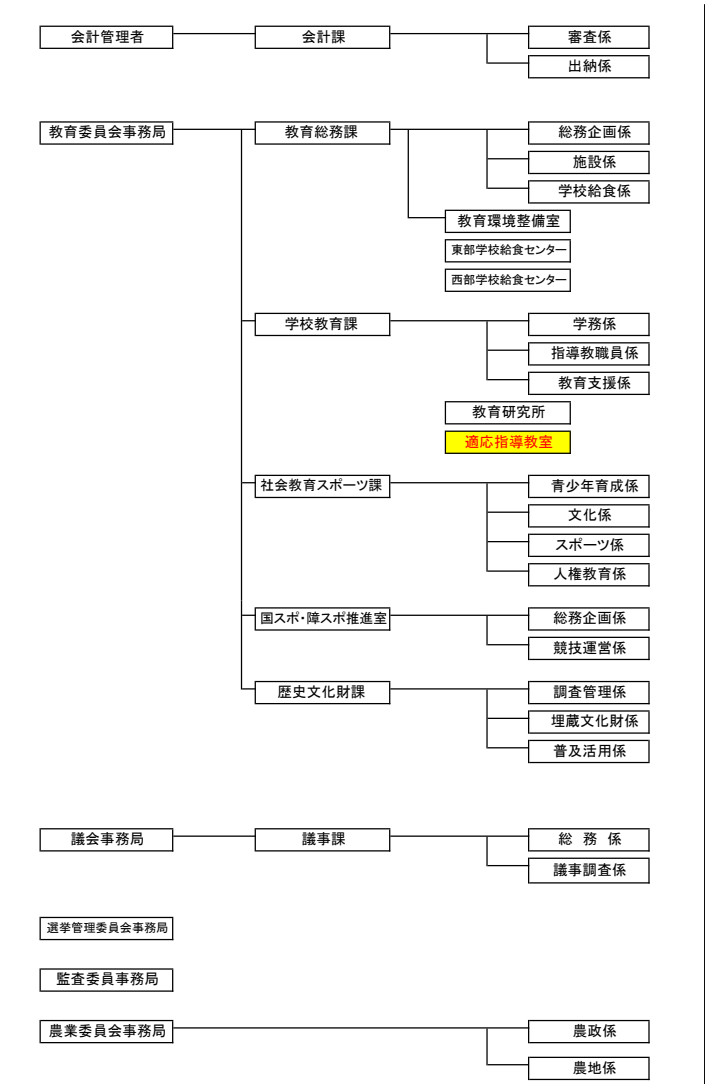 会計管理者 会計課 審査係
出納係
教育委員会事務局 教育総務課 総務企画係
施設係
学校給食係
教育環境整備室
東部学校給食センター
西部学校給食センター
学校教育課 学務係
指導教職員係
教育支援係
教育研究所
適応指導教室
社会教育スポーツ課 青少年育成係
文化係
スポーツ係
人権教育係
国スポ・障スポ推進室 総務企画係
競技運営係
歴史文化財課 調査管理係
埋蔵文化財係
普及活用係
議会事務局 議事課 総 務 係
議事調査係
選挙管理委員会事務局
監査委員事務局
農業委員会事務局 農政係
農地係